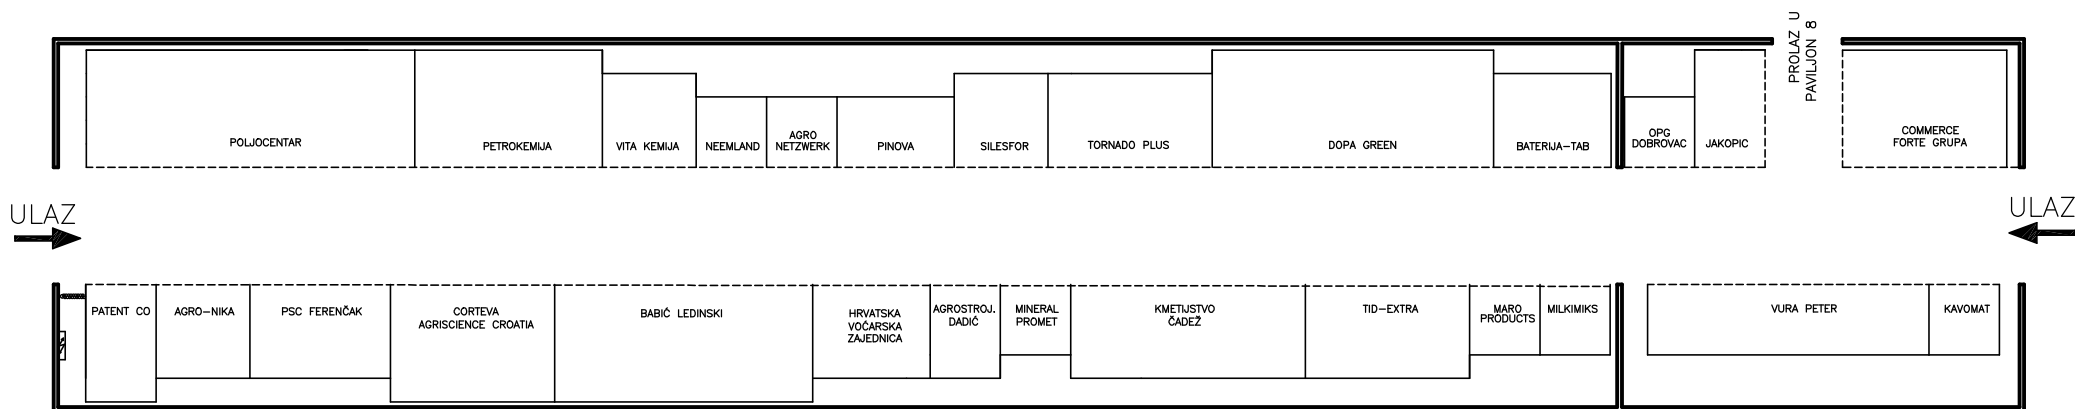 PROLAZ U
PAVILJON 8
POLJOCENTAR
PETROKEMIJA
VITA KEMIJA
NEEMLAND
AGRO
NETZWERK
PINOVA
SILESFOR
TORNADO PLUS
DOPA GREEN
BATERIJA-TAB
OPG
DOBROVAC
JAKOPIC
COMMERCE
FORTE GRUPA
ULAZ
ULAZ
PATENT CO
AGRO-NIKA
PSC FERENČAK
CORTEVA
AGRISCIENCE CROATIA
BABIĆ LEDINSKI
HRVATSKA
VOĆARSKA
ZAJEDNICA
AGROSTROJ.
DADIĆ
MINERAL
PROMET
KMETIJSTVO
ČADEŽ
TID-EXTRA
MARO
PRODUCTS
MILKIMIKS
VURA PETER
KAVOMAT